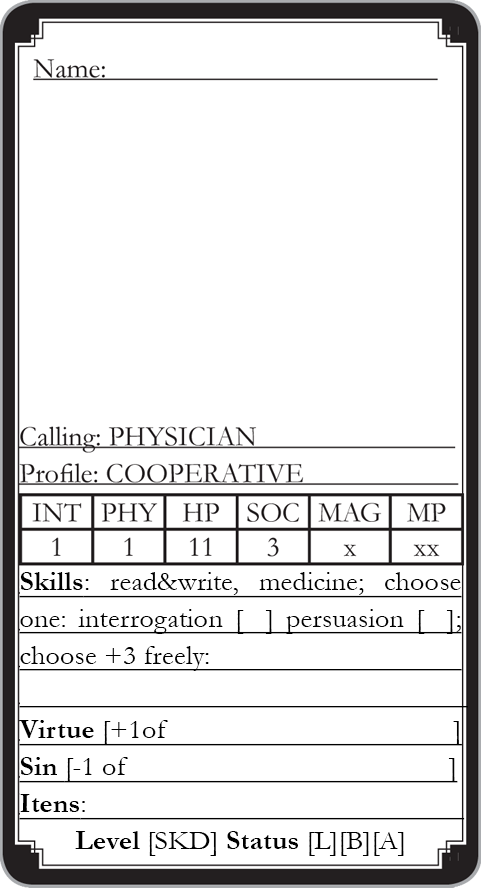 Name:
Calling: PHYSICIAN
Profile: COOPERATIVE
INT PHY HP SOC MAG MP
1 1 11 3 x xx
Skills: read&write, medicine; choose
one: interrogation [ ] persuasion [ ];
choose +3 freely:
Virtue [+1of ]
Sin [-1 of ]
Itens:
Level [SKD] Status [L][B][A]